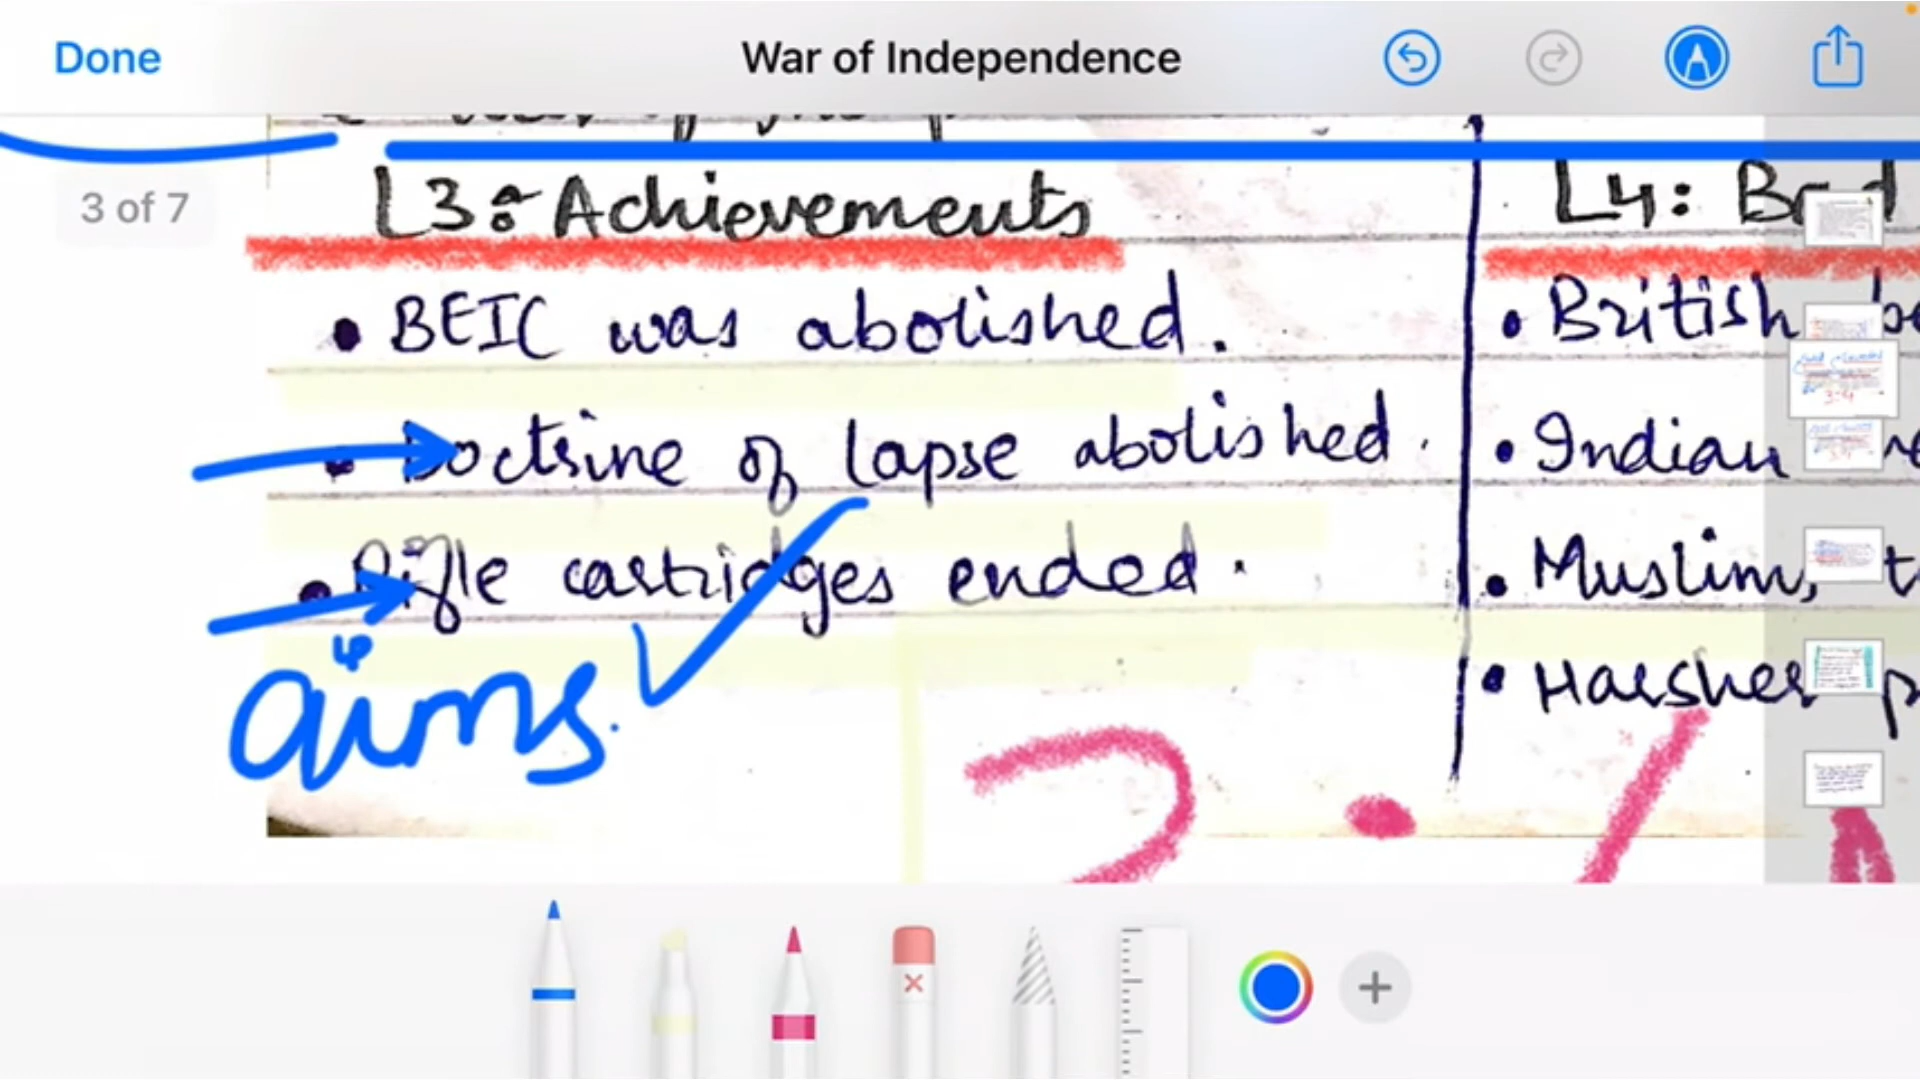 Done
War of Independence
3 of 7
L3: Achievements
• BEIC was abolished.
• Doctrine of lapse abolished.
• Rifle cartridges ended.
aims.
L4:
• British
• Indian
• Muslim,
• Harsher p